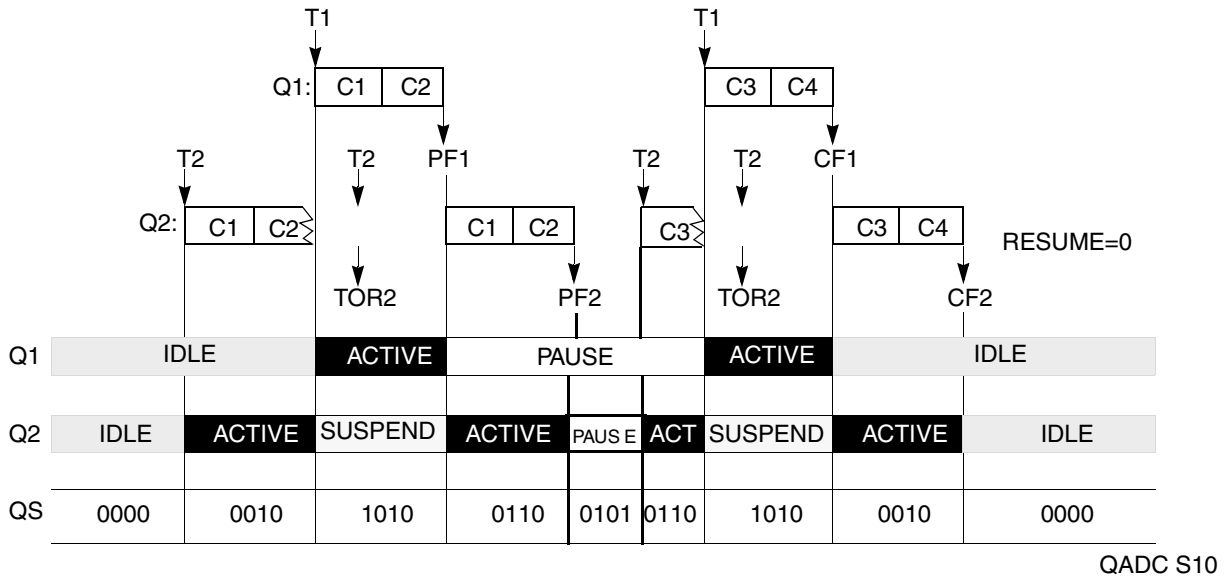 T1 T1
Q1: C1 C2 C3 C4
T2 T2 PF1 T2 T2 CF1
Q2: C1 C2 C1 C2 C3 C3 C4 RESUME=0
TOR2 PF2 TOR2 CF2
Q1 IDLE ACTIVE PAUSE ACTIVE IDLE
Q2 IDLE ACTIVE SUSPEND ACTIVE PAUSE ACT SUSPEND ACTIVE IDLE
QS 0000 0010 1010 0110 0101 0110 1010 0010 0000
QADC S10